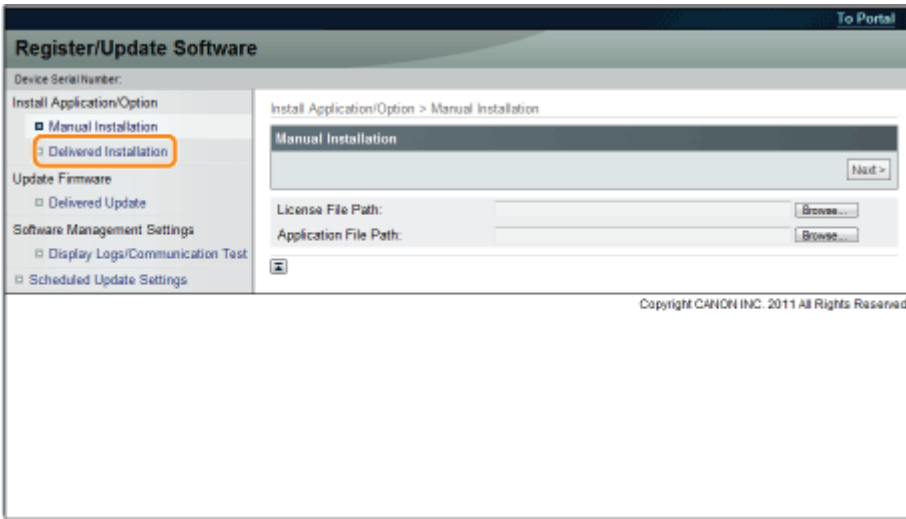 To Portal
Register/Update Software
Device Serial Number:
Install Application/Option
Manual Installation
Delivered Installation
Update Firmware
Delivered Update
Software Management Settings
Display Logs/Communication Test
Scheduled Update Settings
Install Application/Option > Manual Installation
Manual Installation
Next >
License File Path:
Browse...
Application File Path:
Browse...
Copyright CANON INC. 2011 All Rights Reserved